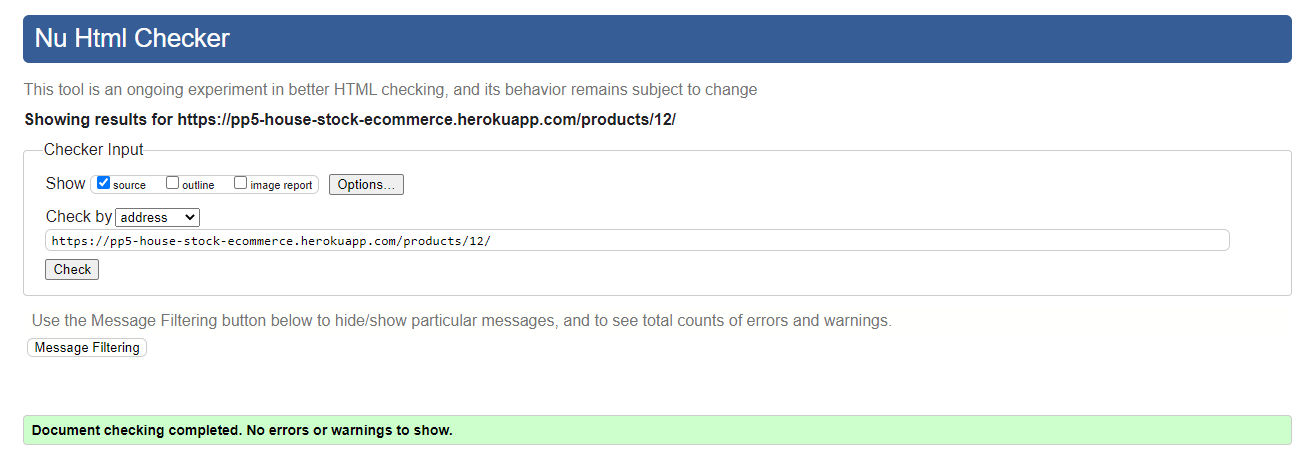 Nu Html Checker
This tool is an ongoing experiment in better HTML checking, and its behavior remains subject to change
Showing results for https://pp5-house-stock-ecommerce.herokuapp.com/products/12/
Checker Input
Show source outline image report Options...
Check by address
https://pp5-house-stock-ecommerce.herokuapp.com/products/12/
Check
Use the Message Filtering button below to hide/show particular messages, and to see total counts of errors and warnings.
Message Filtering
Document checking completed. No errors or warnings to show.